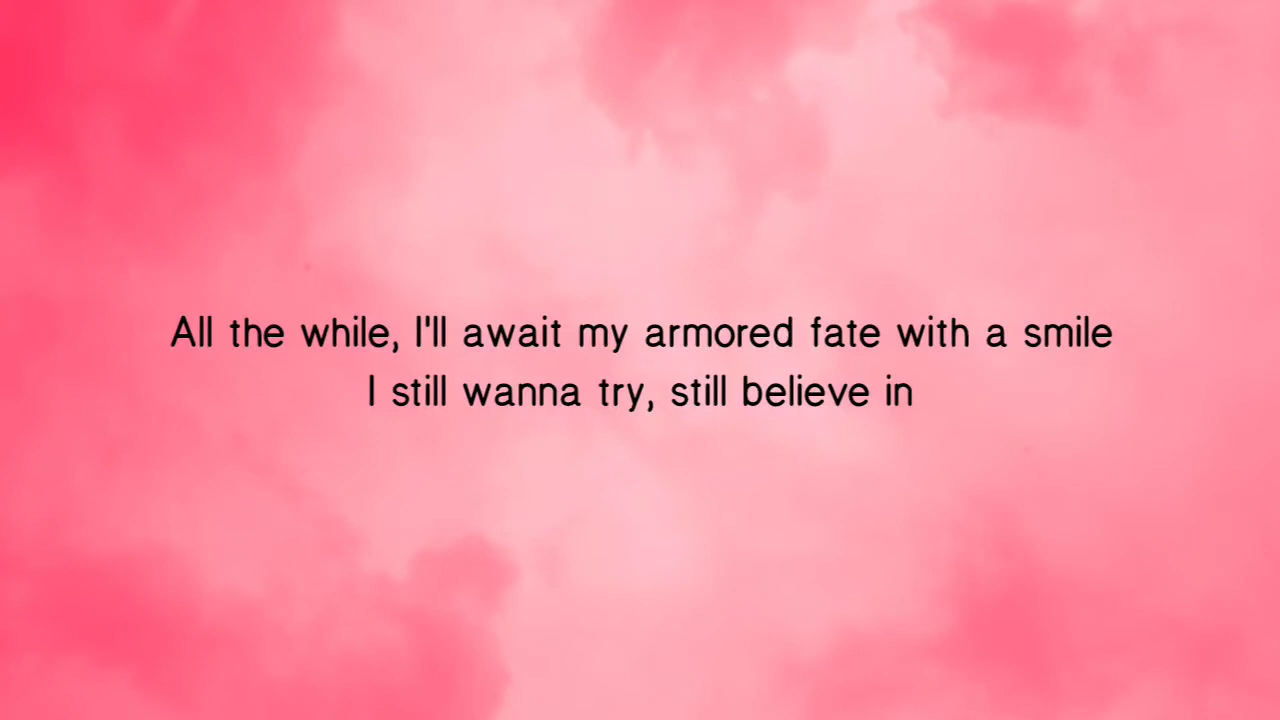 All the while, I'll await my armored fate with a smile
I still wanna try, still believe in